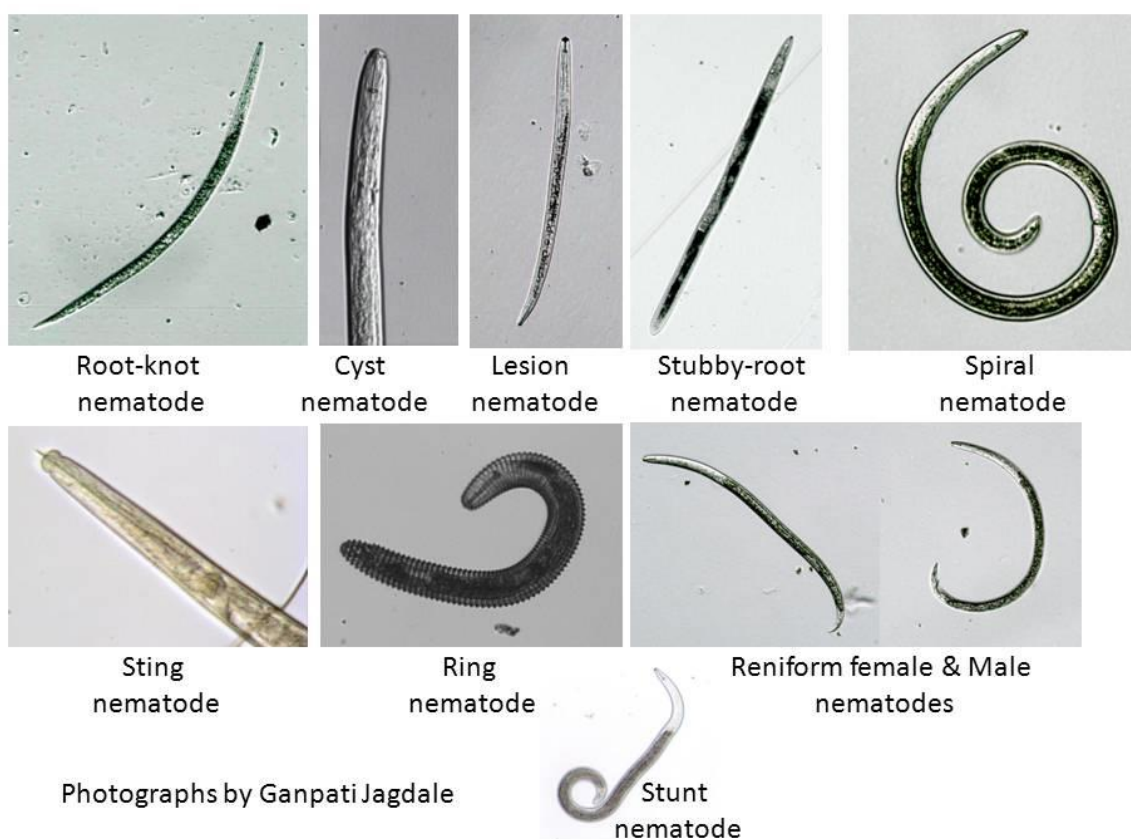 Root-knot
nematode
Cyst
nematode
Lesion
nematode
Stubby-root
nematode
Spiral
nematode
Sting
nematode
Ring
nematode
Reniform female & Male
nematodes
Photographs by Ganpati Jagdale
Stunt
nematode